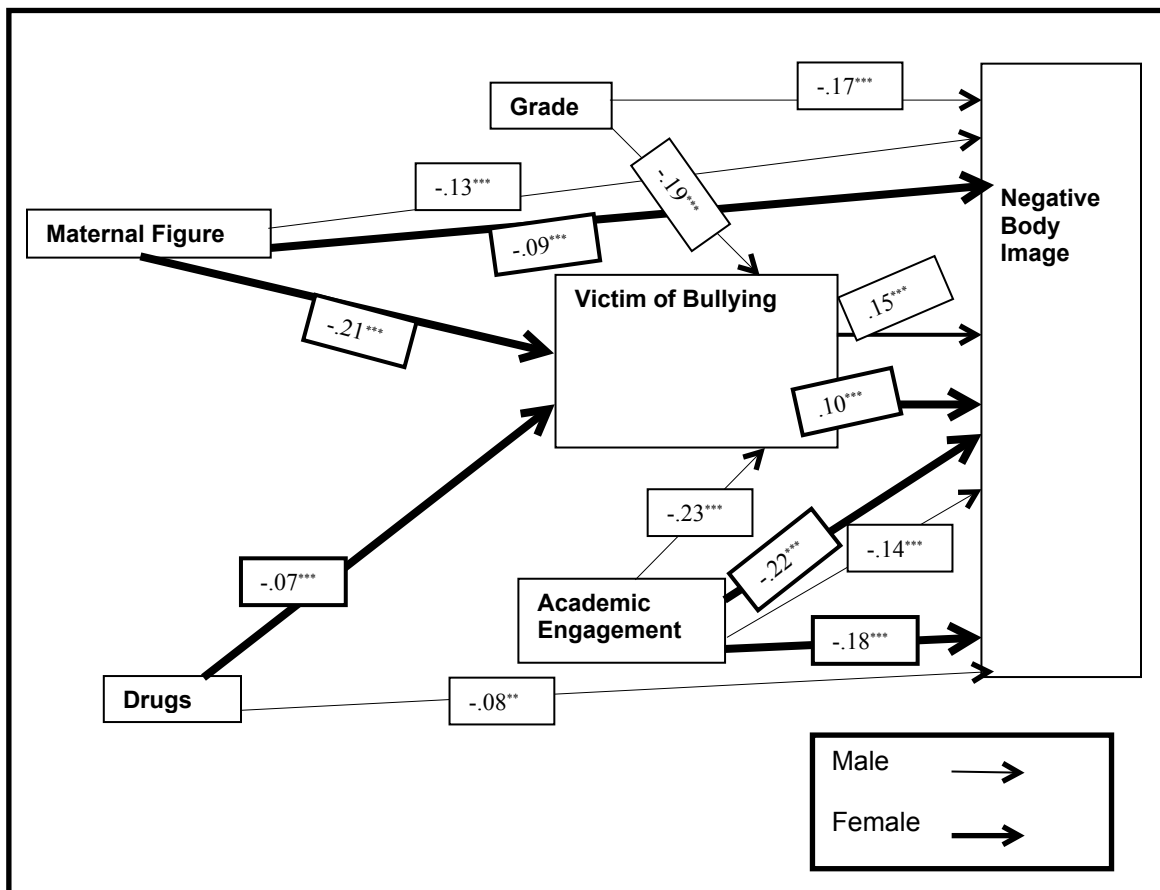 -.17***
Grade
-.13***
-.19***
Maternal Figure
-.09***
Negative
Body
Image
Victim of Bullying
.15***
-.21***
.10***
-.23***
-.22***
-.14***
-.07***
Academic
Engagement
-.18***
Drugs
-.08**
Male
Female